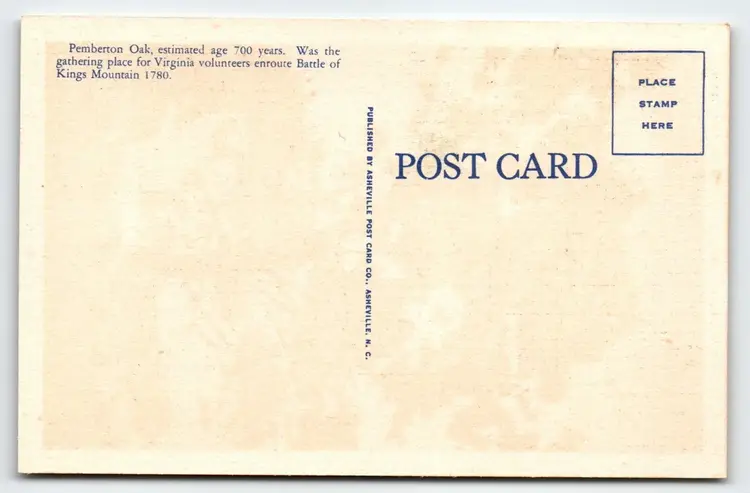 Pemberton Oak, estimated age 700 years. Was the
gathering place for Virginia volunteers enroute Battle of
Kings Mountain 1780.
PUBLISHED BY ASHEVILLE POST CARD CO., ASHEVILLE, N. C.
POST CARD
PLACE
STAMP
HERE